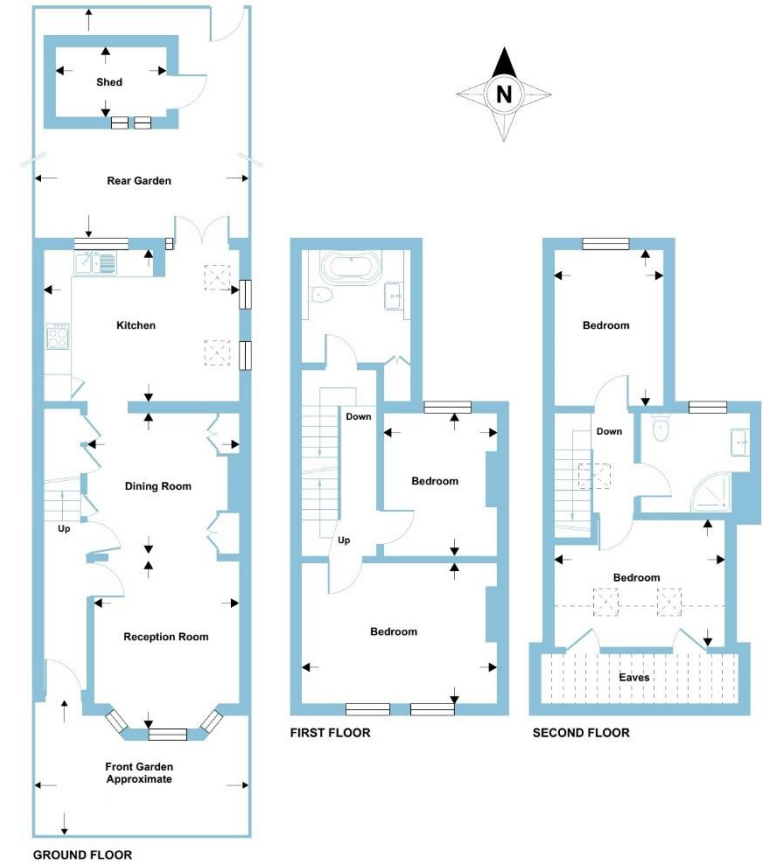 Shed
N
Rear Garden
Kitchen
Bedroom
Down
Down
Dining Room
Bedroom
Up
Up
Bedroom
Reception Room
Bedroom
Eaves
FIRST FLOOR
SECOND FLOOR
Front Garden
Approximate
GROUND FLOOR